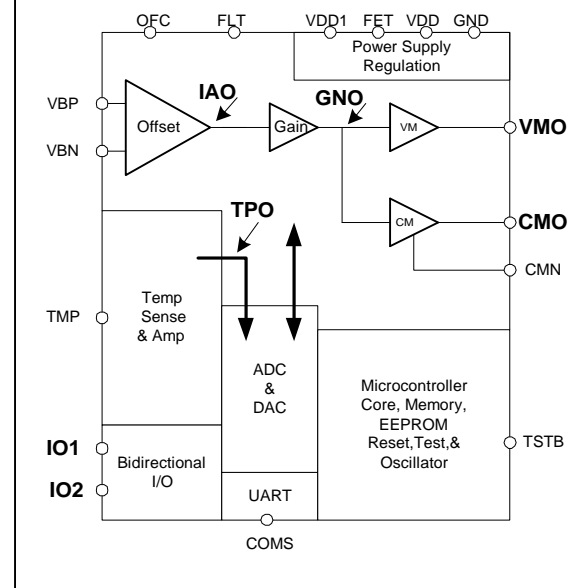 OFC FLT VDD1 FET VDD GND
Power Supply
Regulation
IAO GNO
VBP
Offset Gain VM VMO
VBN
TPO CM CMO
CMN
Temp
Sense
& Amp
TMP
ADC
&
DAC
Microcontroller
Core, Memory,
EEPROM
Reset,Test,&
Oscillator
TSTB
IO1
IO2
Bidirectional
I/O
UART
COMS